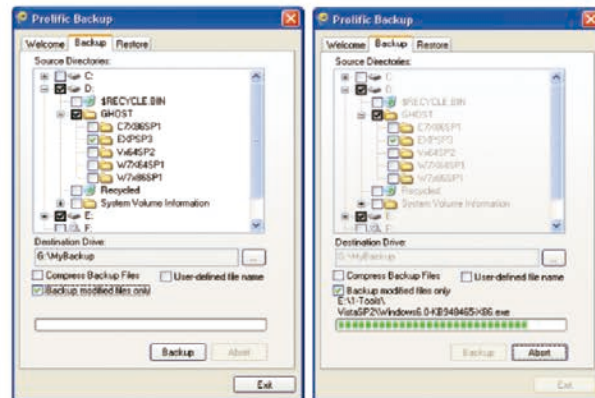 Prolific Backup
Welcome Backup Restore
Source Directories:
C:
D:
$RECYCLE.BIN
GHOST
C7X86SP1
EXPSP3
Vx64SP2
W7X64SP1
W7x86SP1
Recycled
System Volume Information
E:
F:
Destination Drive:
G:\MyBackup
...
Compress Backup Files User-defined file name
Backup modified files only
Backup Abort
Exit
Prolific Backup
Welcome Backup Restore
Source Directories:
C:
D:
$RECYCLE.BIN
GHOST
C7X86SP1
EXPSP3
Vx64SP2
W7X64SP1
W7x86SP1
Recycled
System Volume Information
E:
F:
Destination Drive:
G:\MyBackup
...
Compress Backup Files User-defined file name
Backup modified files only
E:\1-Tools\
VistaSP2\Windows6.0-KB948465-X86.exe
Backup Abort
Exit